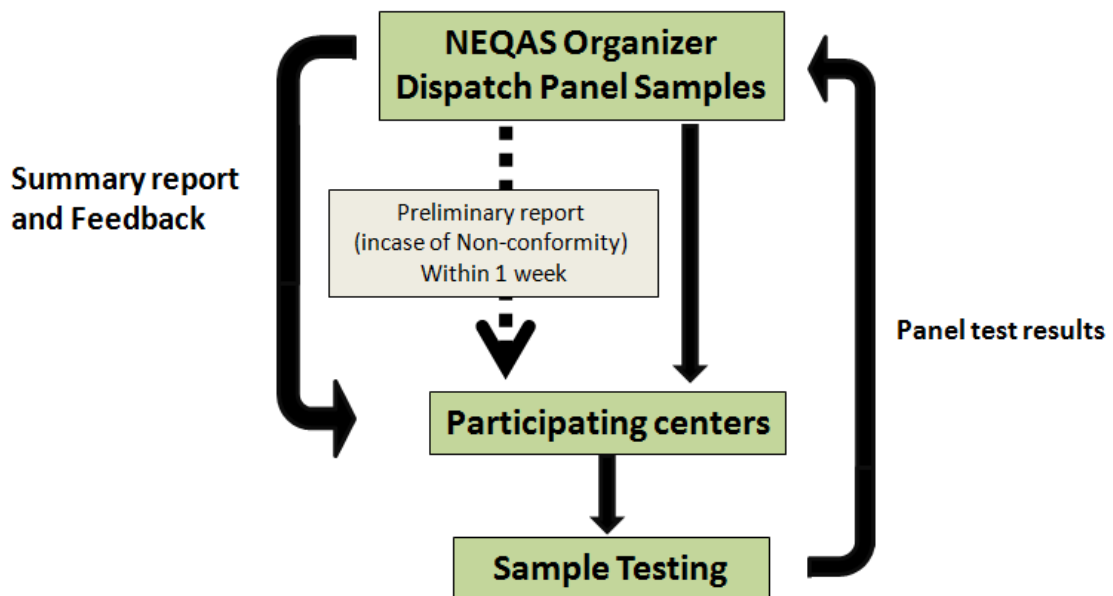 NEQAS Organizer
Dispatch Panel Samples
Summary report
and Feedback
Preliminary report
(incase of Non-conformity)
Within 1 week
Panel test results
Participating centers
Sample Testing